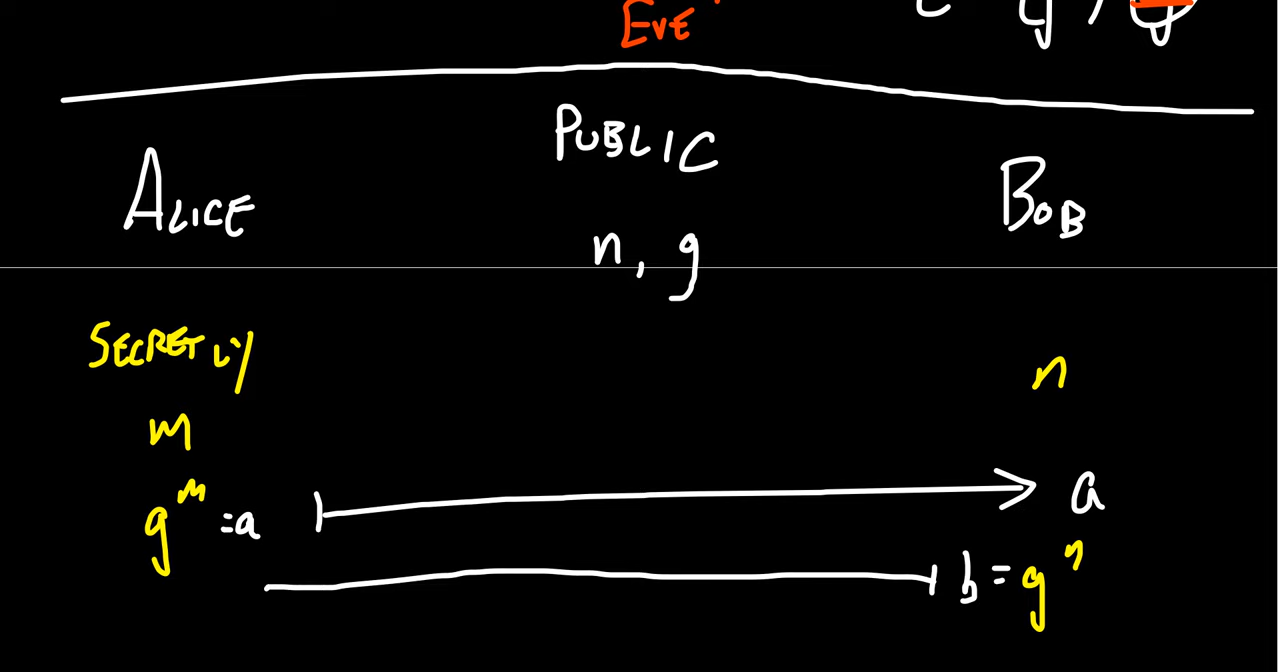 EVE
PUBLIC
ALICE
BOB
n, g
SECRETLY
n
m
g^m = a
a
b = g^n